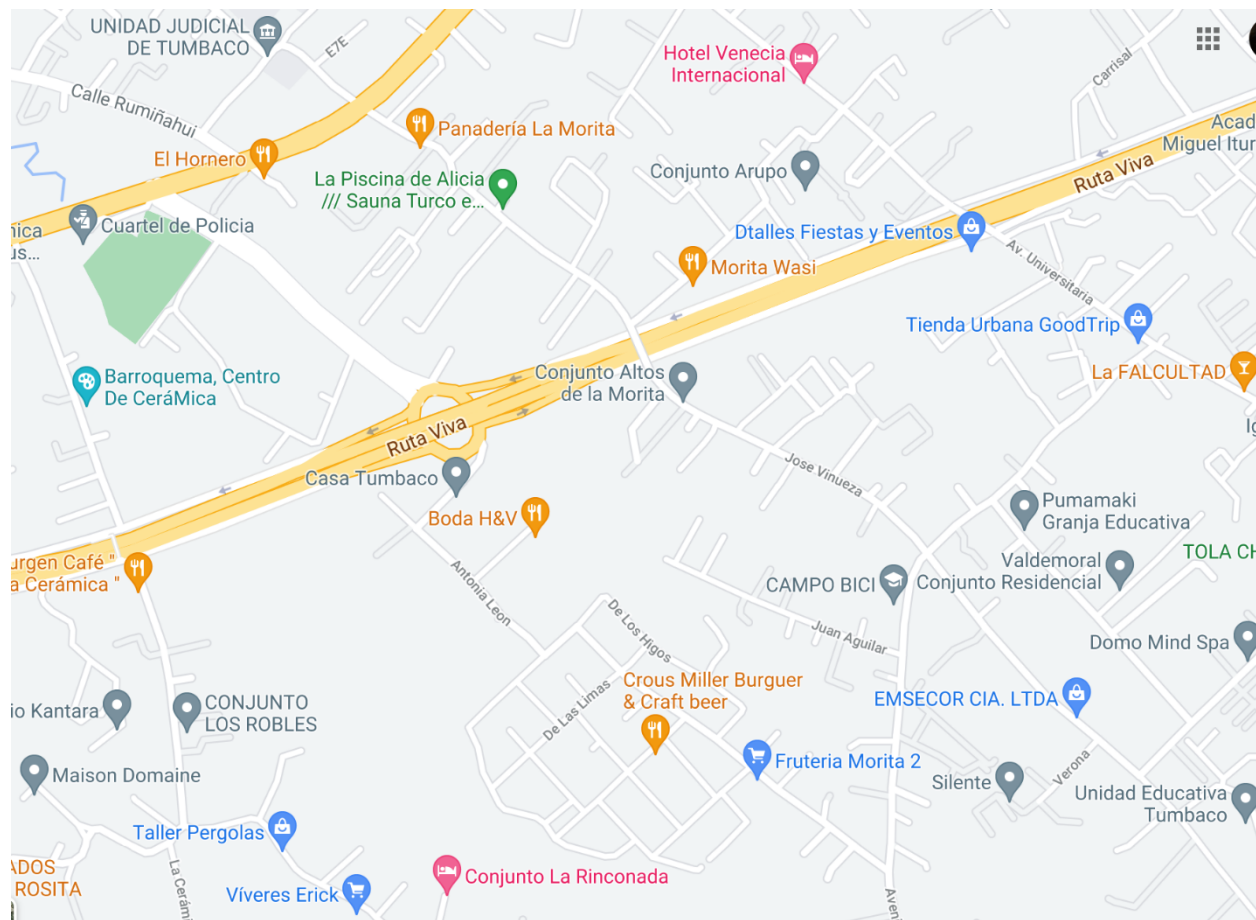 UNIDAD JUDICIAL
DE TUMBACO
E7E
Hotel Venecia
Internacional
Carrisal
Calle Rumiñahui
Panadería La Morita
El Hornero
Acad
Miguel Itur
Ruta Viva
Conjunto Arupo
La Piscina de Alicia
/// Sauna Turco e...
Cuartel de Policia
nica
us...
Dtalles Fiestas y Eventos
Av. Universitaria
Morita Wasi
Tienda Urbana GoodTrip
Conjunto Altos
de la Morita
La FALCULTAD
Barroquema, Centro
De CeráMica
Ruta Viva
Ig
Casa Tumbaco
Jose Vinueza
Boda H&V
Pumamaki
Granja Educativa
urgen Café "
a Cerámica "
TOLA CH
Valdemoral
Conjunto Residencial
CAMPO BICI
Antonia Leon
De Los Higos
Juan Aguilar
Domo Mind Spa
Crous Miller Burguer
& Craft beer
De Las Limas
EMSECOR CIA. LTDA
io Kantara
CONJUNTO
LOS ROBLES
Fruteria Morita 2
Maison Domaine
Silente
Verona
Unidad Educativa
Tumbaco
Taller Pergolas
La Cerámi
ADOS
ROSITA
Víveres Erick
Conjunto La Rinconada
Aveni